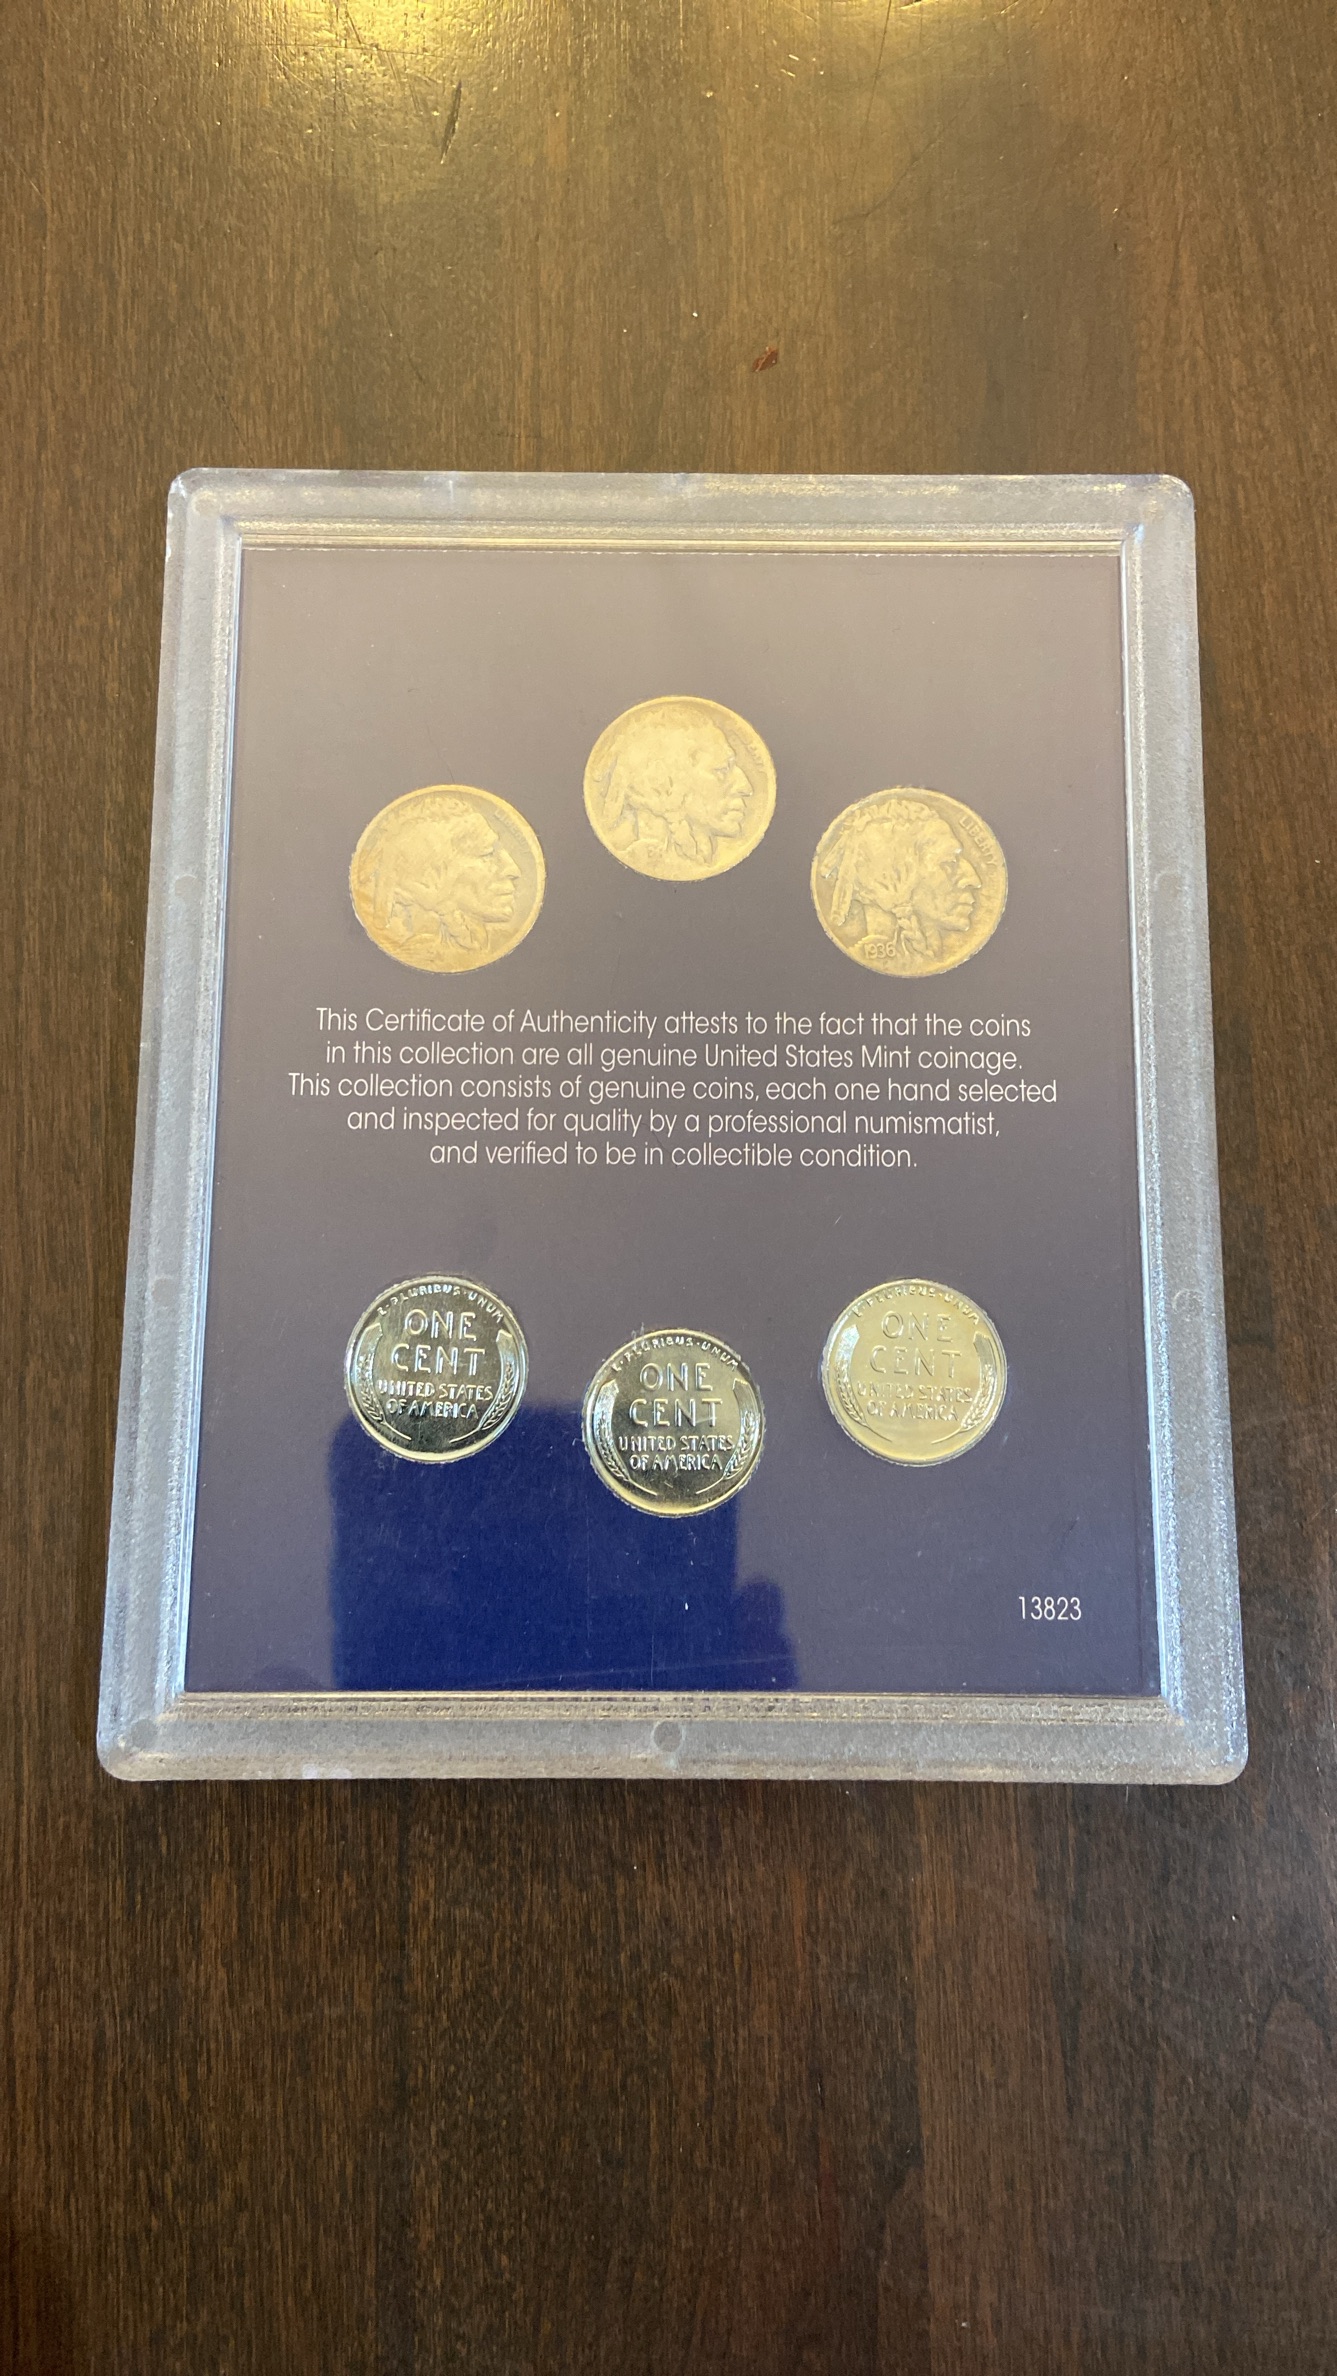 LIBERTY
1936
This Certificate of Authenticity attests to the fact that the coins
in this collection are all genuine United States Mint coinage.
This collection consists of genuine coins, each one hand selected
and inspected for quality by a professional numismatist,
and verified to be in collectible condition.
E·PLURIBUS·UNUM
ONE
CENT
UNITED STATES
OF AMERICA
E·PLURIBUS·UNUM
ONE
CENT
UNITED STATES
OF AMERICA
E·PLURIBUS·UNUM
ONE
CENT
UNITED STATES
OF AMERICA
13823